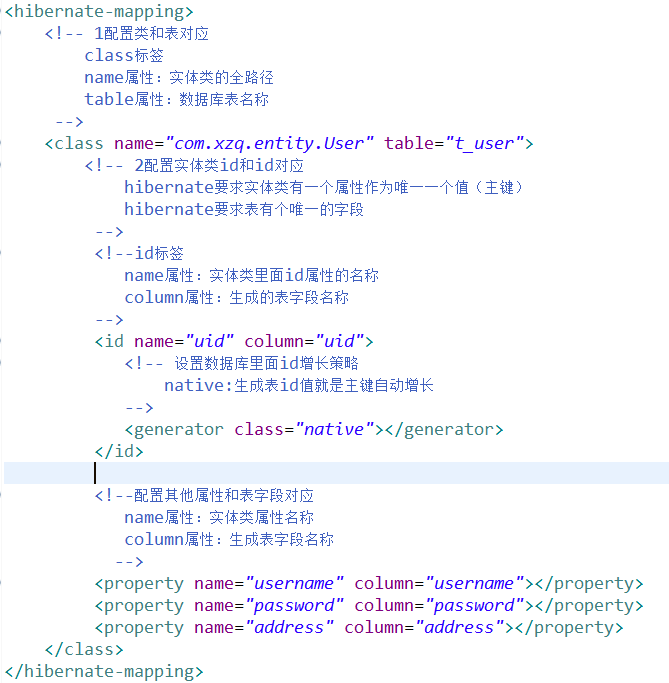 <hibernate-mapping>
<!-- 1配置类和表对应
class标签
name属性：实体类的全路径
table属性：数据库表名称
-->
<class name="com.xzq.entity.User" table="t_user">
<!-- 2配置实体类id和id对应
hibernate要求实体类有一个属性作为唯一一个值（主键）
hibernate要求表有个唯一的字段
-->
<!--id标签
name属性：实体类里面id属性的名称
column属性：生成的表字段名称
-->
<id name="uid" column="uid">
<!-- 设置数据库里面id增长策略
native:生成表id值就是主键自动增长
-->
<generator class="native"></generator>
</id>
<!--配置其他属性和表字段对应
name属性：实体类属性名称
column属性：生成表字段名称
-->
<property name="username" column="username"></property>
<property name="password" column="password"></property>
<property name="address" column="address"></property>
</class>
</hibernate-mapping>